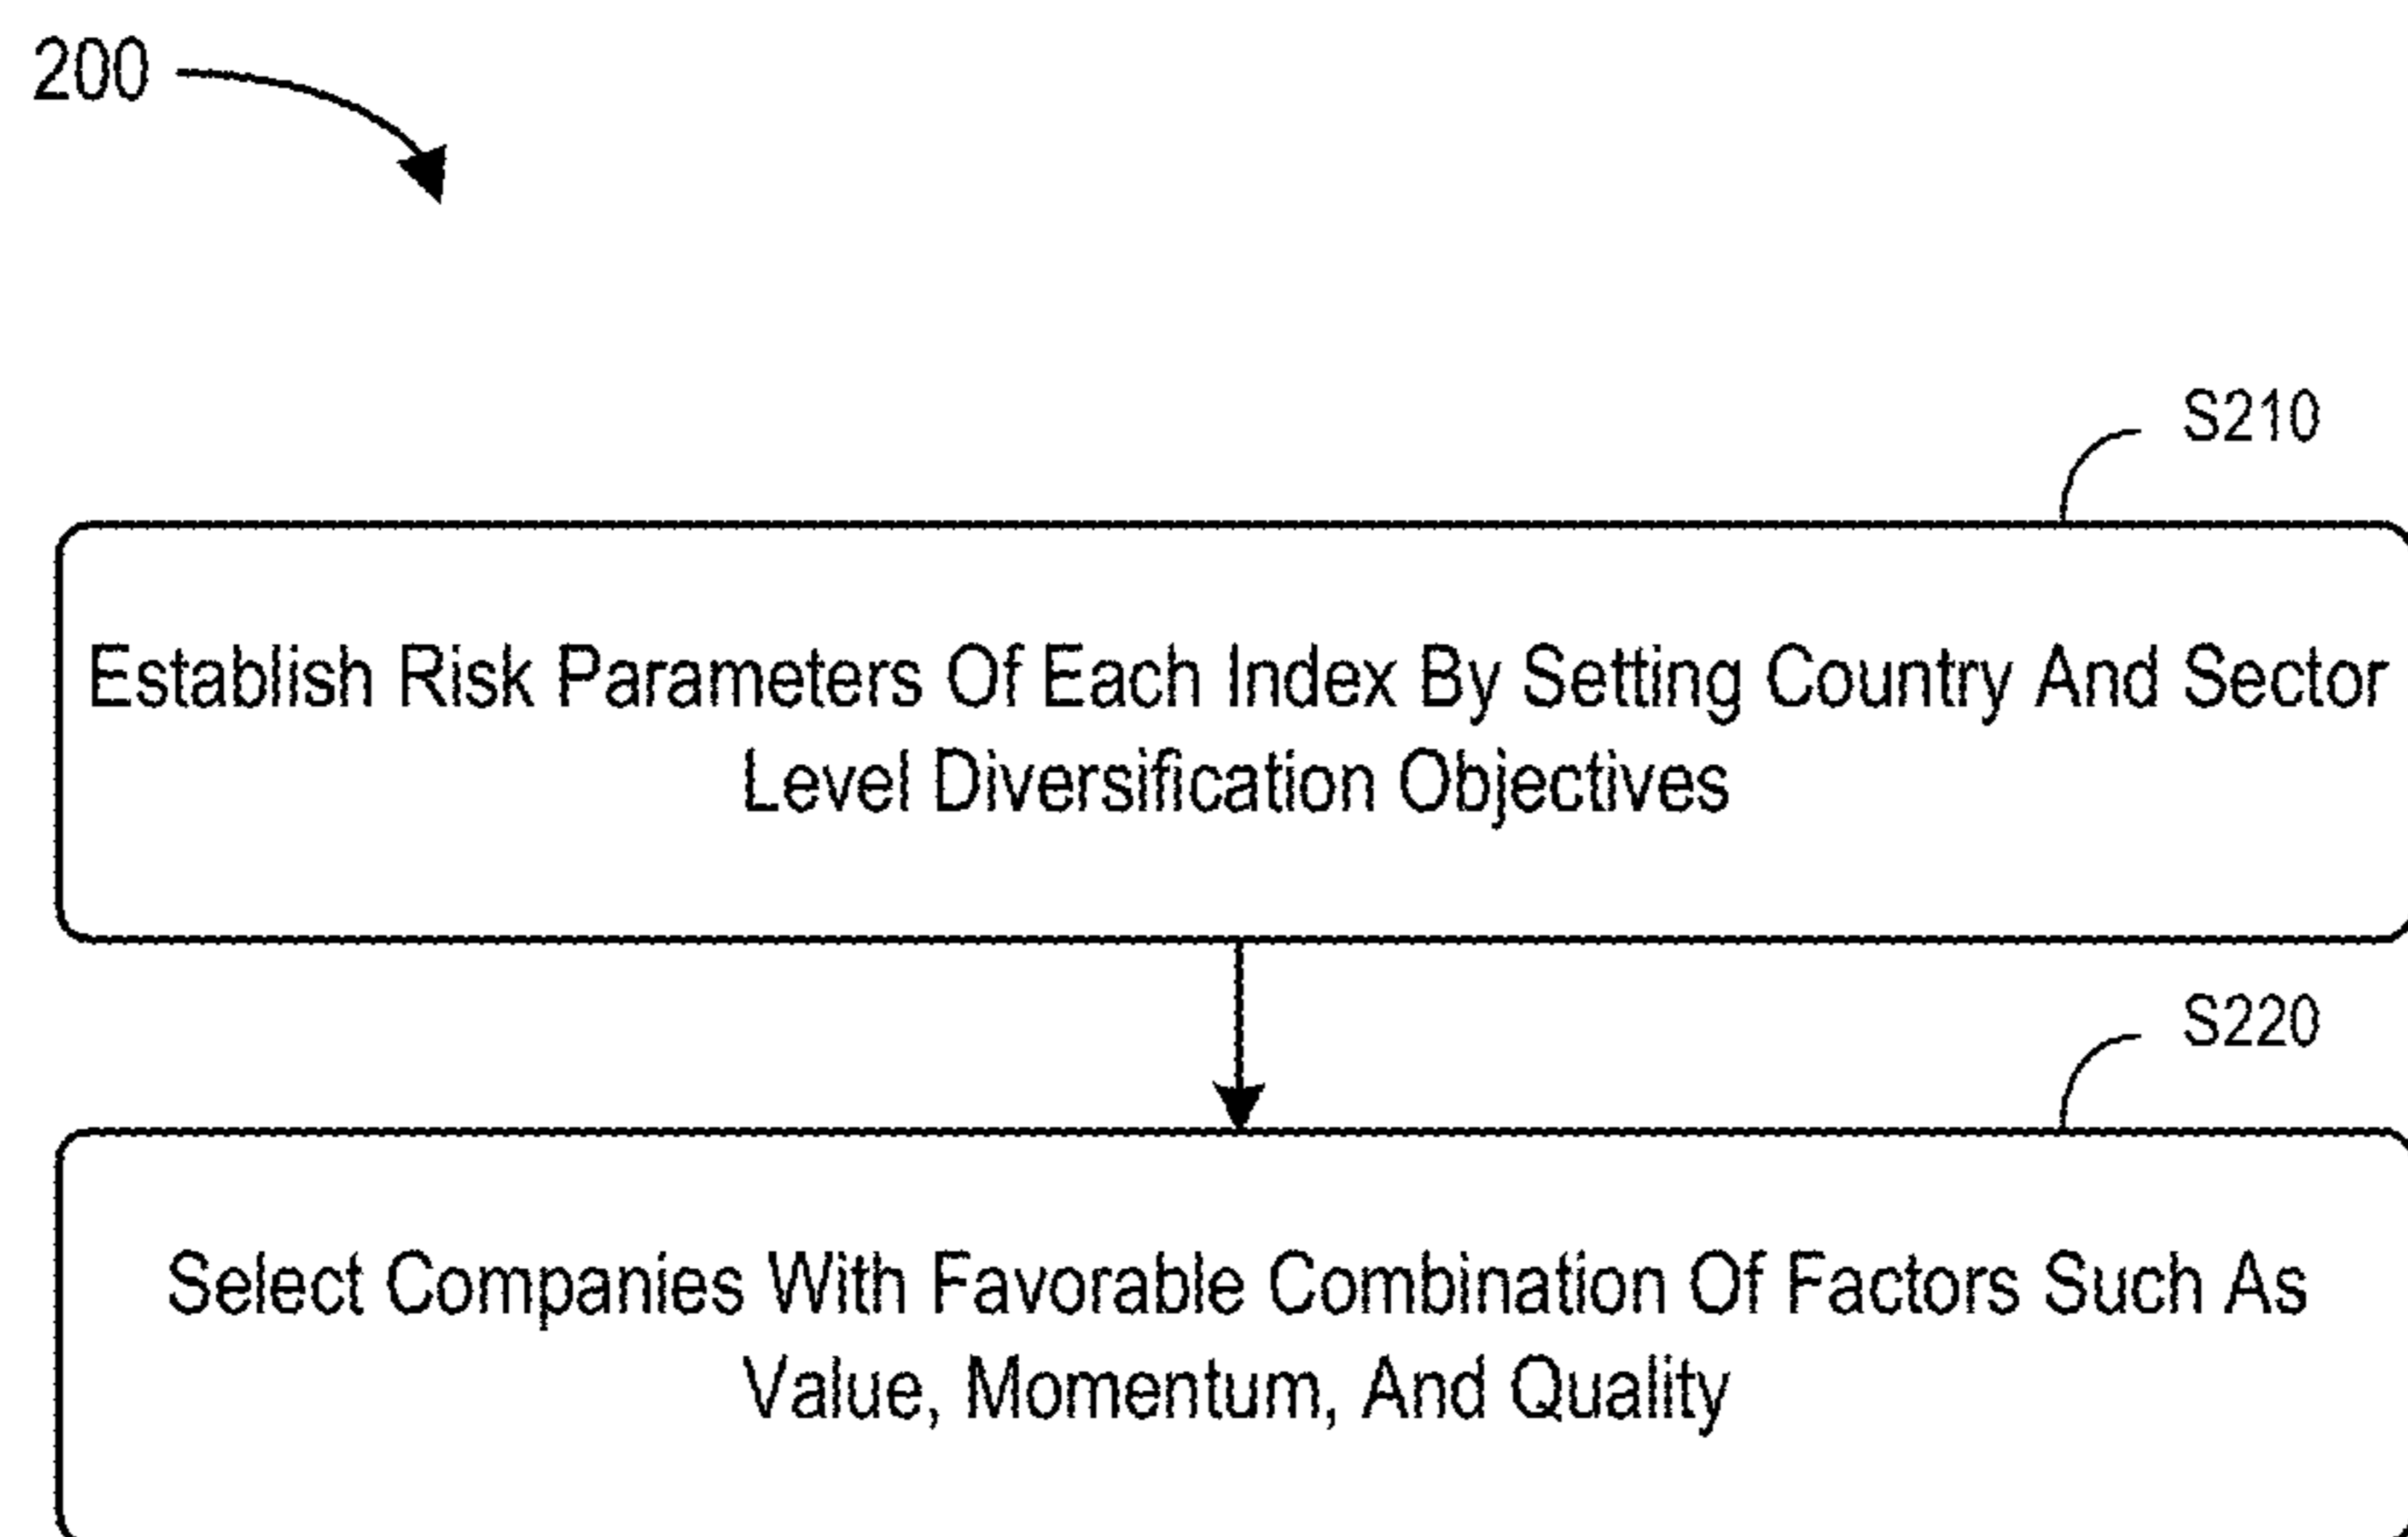 200
S210
Establish Risk Parameters Of Each Index By Setting Country And Sector
Level Diversification Objectives
S220
Select Companies With Favorable Combination Of Factors Such As
Value, Momentum, And Quality